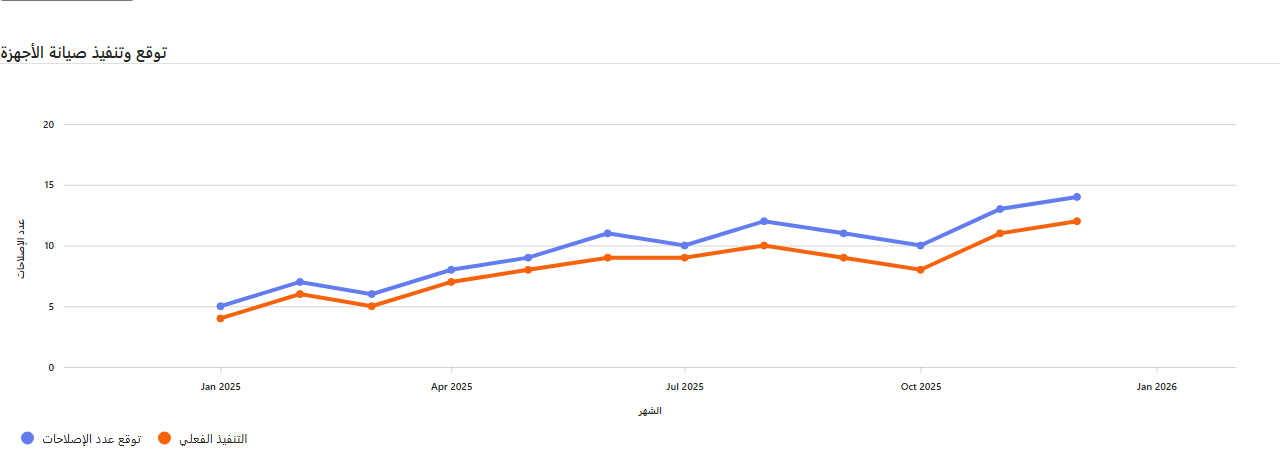 توقع وتنفيذ صيانة الأجهزة
20
15
10
5
0
عدد الإصلاحات
Jan 2025 Apr 2025 Jul 2025 Oct 2025 Jan 2026
الشهر
توقع عدد الإصلاحات التنفيذ الفعلي